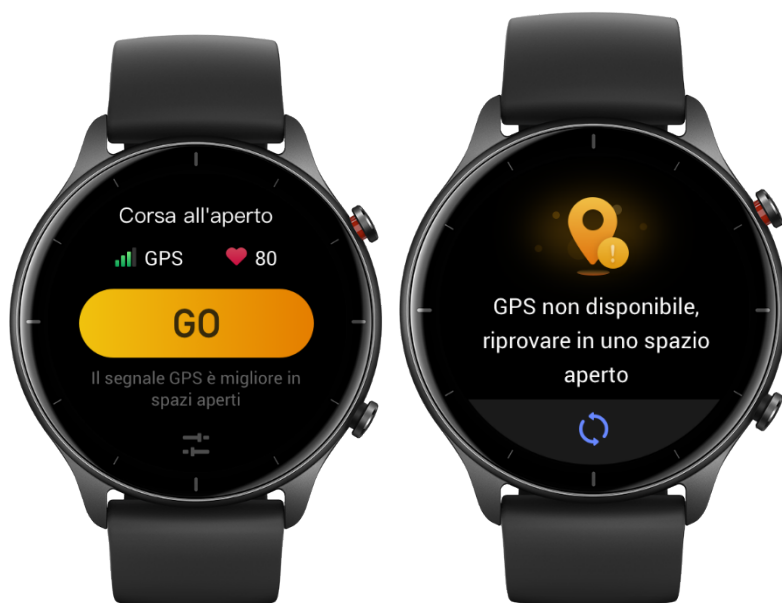 Corsa all'aperto
GPS 80
GO
Il segnale GPS è migliore in
spazi aperti
GPS non disponibile,
riprovare in uno spazio
aperto